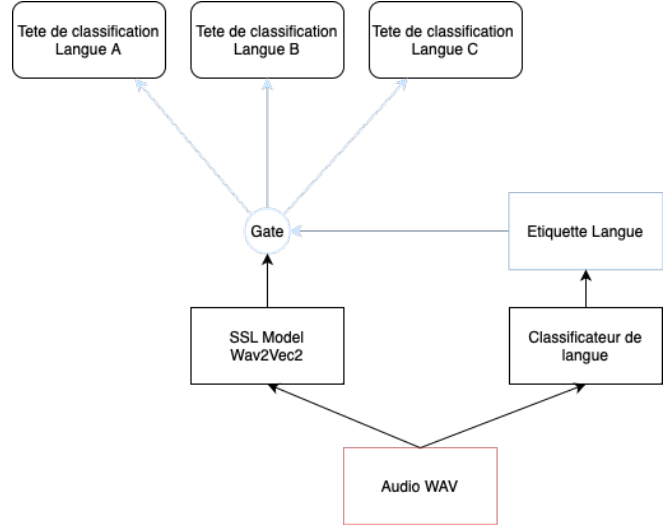 Tete de classification
Langue A
Tete de classification
Langue B
Tete de classification
Langue C
Gate
Etiquette Langue
SSL Model
Wav2Vec2
Classificateur de
langue
Audio WAV